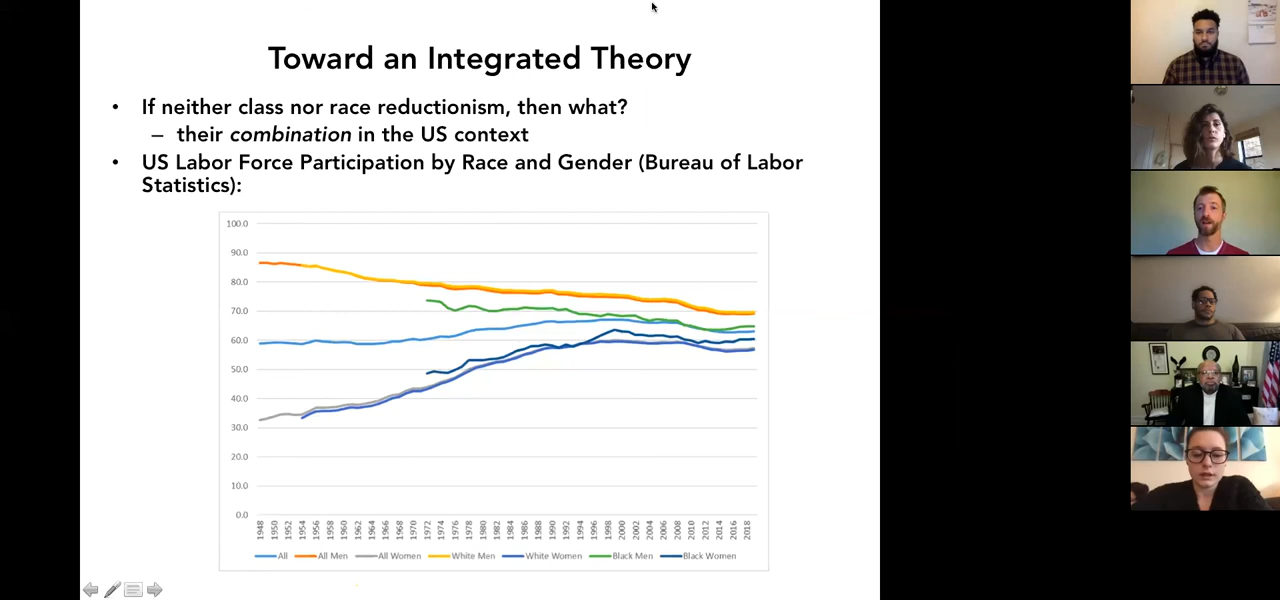 Toward an Integrated Theory
• If neither class nor race reductionism, then what?
– their combination in the US context
• US Labor Force Participation by Race and Gender (Bureau of Labor
Statistics):
100.0
90.0
80.0
70.0
60.0
50.0
40.0
30.0
20.0
10.0
0.0
1948 1950 1952 1954 1956 1958 1960 1962 1964 1966 1968 1970 1972 1974 1976 1978 1980 1982 1984 1986 1988 1990 1992 1994 1996 1998 2000 2002 2004 2006 2008 2010 2012 2014 2016 2018
All All Men All Women White Men White Women Black Men Black Women